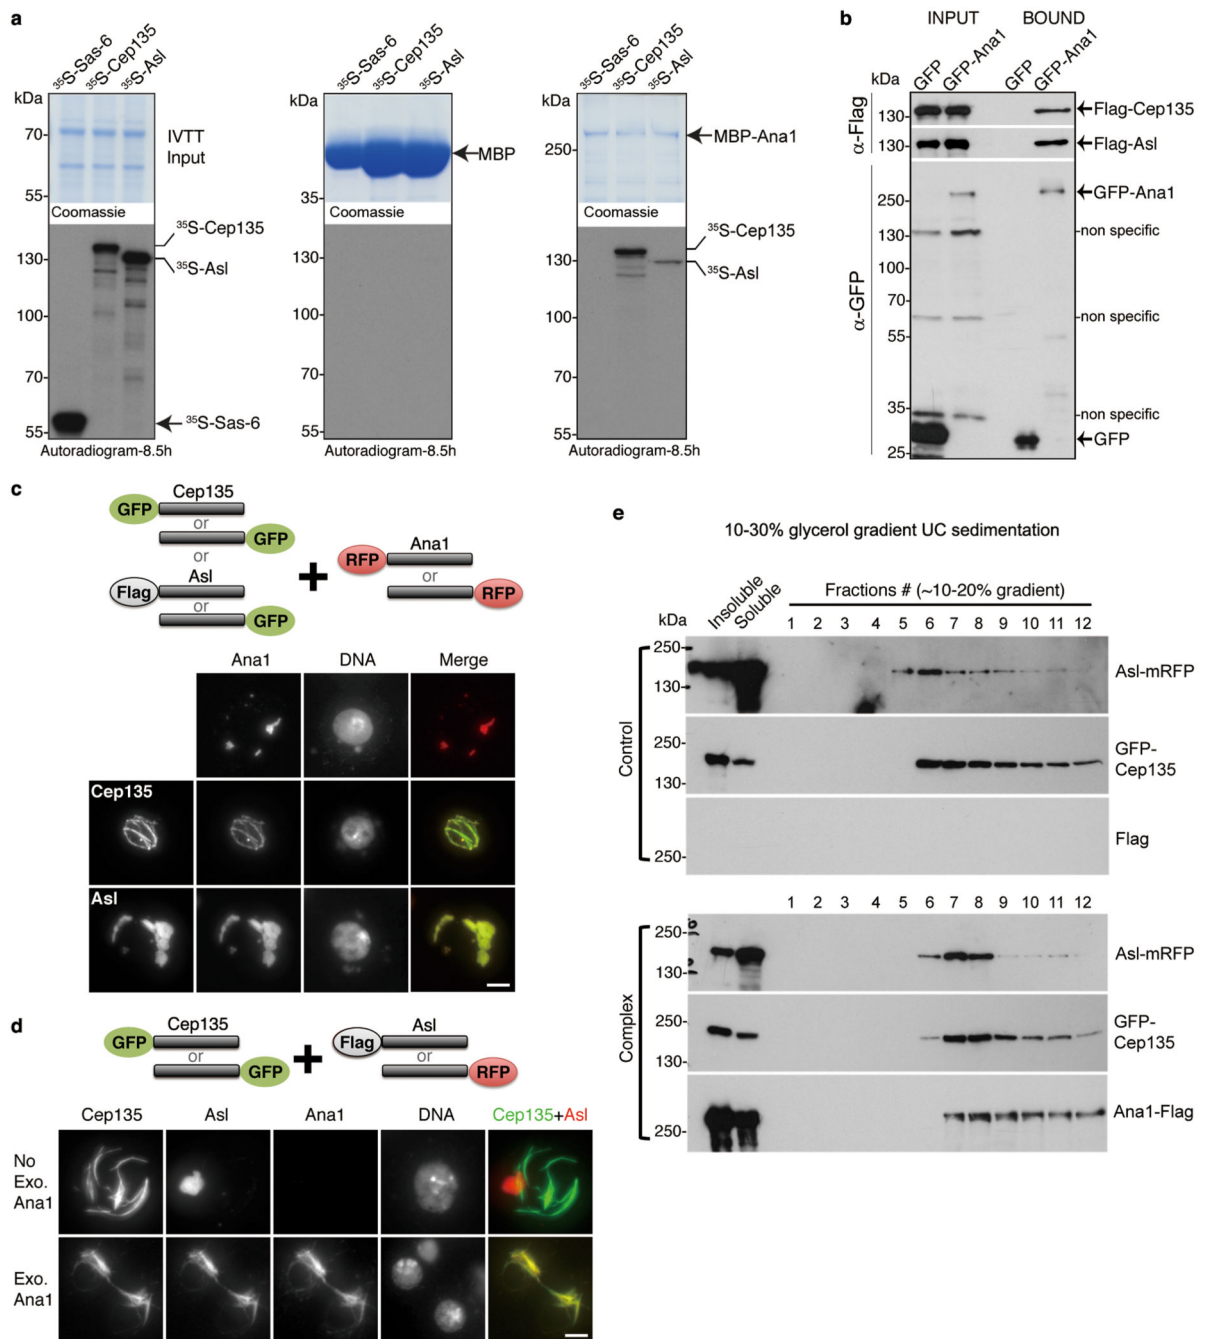 a
³⁵S-Sas-6
³⁵S-Cep135
³⁵S-Asl
kDa
70-
55-
IVTT
Input
Coomassie
130-
100-
70-
55-
³⁵S-Cep135
³⁵S-Asl
³⁵S-Sas-6
Autoradiogram-8.5h
³⁵S-Sas-6
³⁵S-Cep135
³⁵S-Asl
kDa
MBP
35-
Coomassie
130-
100-
70-
55-
Autoradiogram-8.5h
³⁵S-Sas-6
³⁵S-Cep135
³⁵S-Asl
kDa
250-
MBP-Ana1
Coomassie
130-
100-
70-
55-
³⁵S-Cep135
³⁵S-Asl
Autoradiogram-8.5h
b
INPUT BOUND
GFP
GFP-Ana1
GFP
GFP-Ana1
kDa
α-Flag
130-
Flag-Cep135
130-
Flag-Asl
α-GFP
250-
GFP-Ana1
130-
non specific
100-
70-
non specific
55-
35-
non specific
GFP
25-
c
Cep135
GFP
or
GFP
or
Asl
Flag
or
GFP
+
Ana1
RFP
or
RFP
Ana1 DNA Merge
Cep135
Asl
d
Cep135
GFP
or
GFP
+
Asl
Flag
or
RFP
Cep135 Asl Ana1 DNA Cep135+Asl
No
Exo.
Ana1
Exo.
Ana1
e
10-30% glycerol gradient UC sedimentation
Insoluble
Soluble
Fractions # (~10-20% gradient)
kDa
1 2 3 4 5 6 7 8 9 10 11 12
Control
250-
130-
Asl-mRFP
250-
130-
GFP-
Cep135
250-
Flag
1 2 3 4 5 6 7 8 9 10 11 12
Complex
250-
130-
Asl-mRFP
250-
130-
GFP-
Cep135
250-
Ana1-Flag